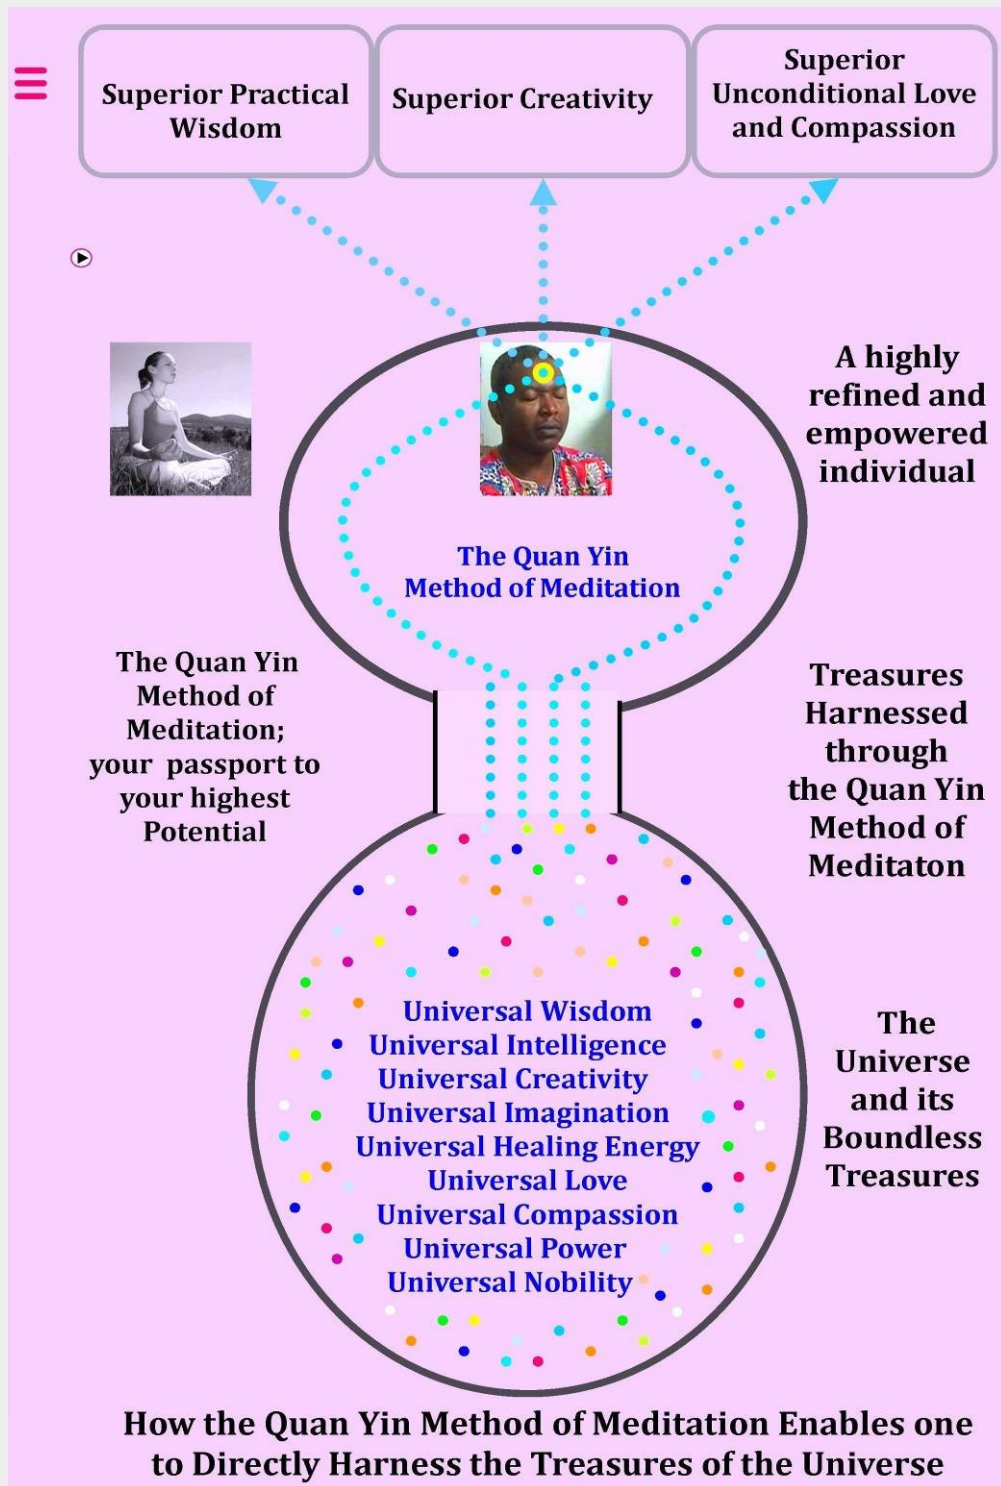 Superior Practical
Wisdom
Superior Creativity
Superior
Unconditional Love
and Compassion
A highly
refined and
empowered
individual
The Quan Yin
Method of Meditation
The Quan Yin
Method of
Meditation;
your passport to
your highest
Potential
Treasures
Harnessed
through
the Quan Yin
Method of
Meditaton
Universal Wisdom
Universal Intelligence
Universal Creativity
Universal Imagination
Universal Healing Energy
Universal Love
Universal Compassion
Universal Power
Universal Nobility
The
Universe
and its
Boundless
Treasures
How the Quan Yin Method of Meditation Enables one
to Directly Harness the Treasures of the Universe